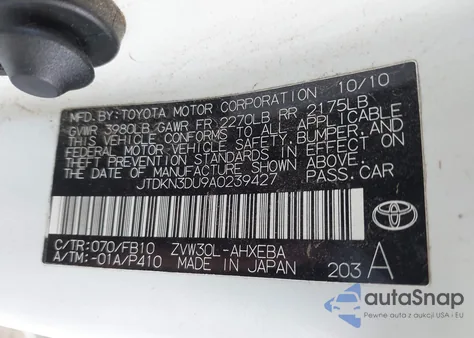 MFD. BY: TOYOTA MOTOR CORPORATION 10/10
GVWR 3980LB GAWR FR 2270LB RR 2175LB
THIS VEHICLE CONFORMS TO ALL APPLICABLE
FEDERAL MOTOR VEHICLE SAFETY, BUMPER, AND
THEFT PREVENTION STANDARDS IN EFFECT ON
THE DATE OF MANUFACTURE SHOWN ABOVE.
JTDKN3DU9A0239427 PASS. CAR
C/TR: 070/FB10 ZVW30L-AHXEBA
A/TM: -01A/P410 MADE IN JAPAN 203 A
autaSnap
Pewne auta z aukcji USA i EU